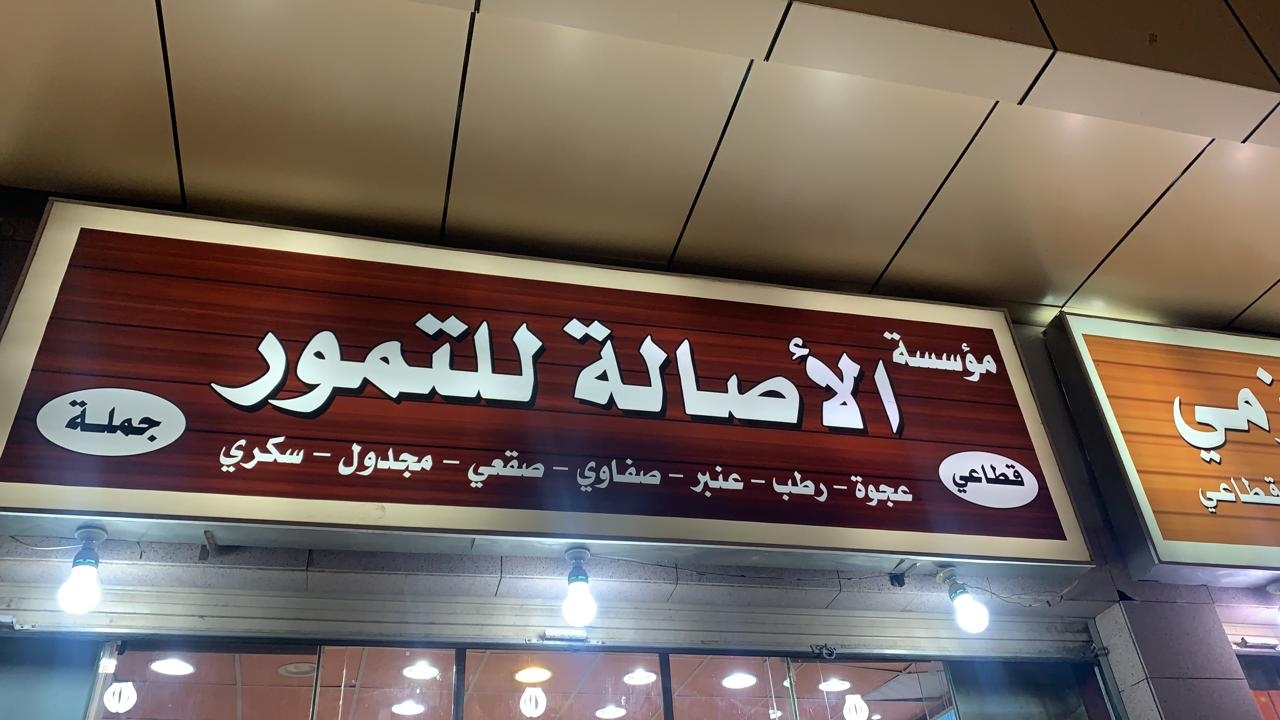 مؤسسة
الأصالة للتمور
قطاعي
عجوة - رطب - عنبر - صفاوي - صقعي - مجدول - سكري
جملة
قطاعي